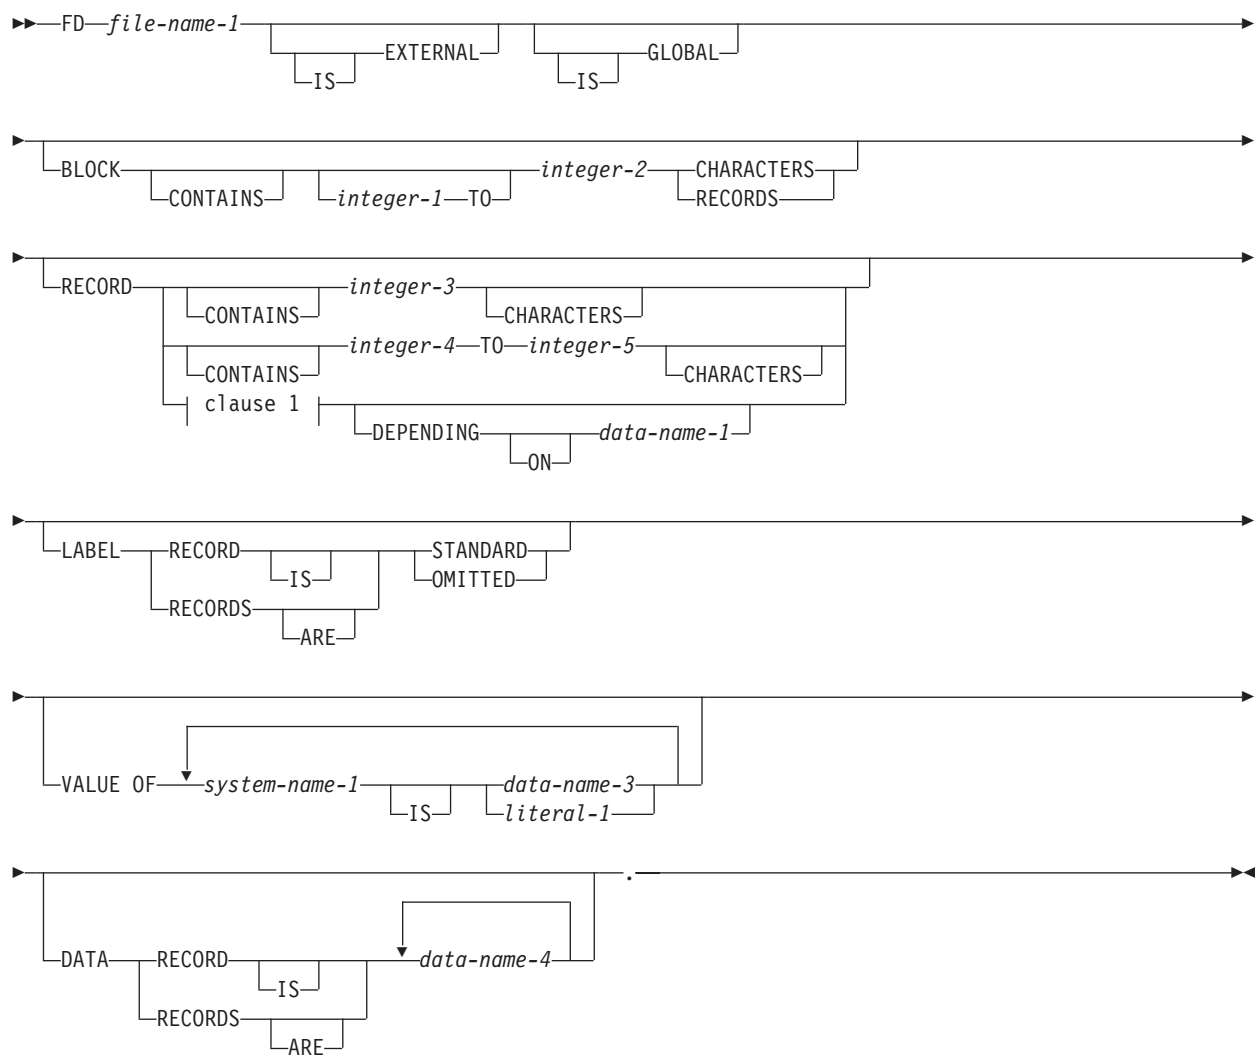 FD file-name-1 EXTERNAL GLOBAL
IS IS
BLOCK integer-2 CHARACTERS
CONTAINS integer-1 TO RECORDS
RECORD integer-3
CONTAINS CHARACTERS
integer-4 TO integer-5
CONTAINS CHARACTERS
clause 1
DEPENDING data-name-1
ON
LABEL RECORD STANDARD
IS OMITTED
RECORDS
ARE
VALUE OF system-name-1 data-name-3
IS literal-1
.
DATA RECORD data-name-4
IS
RECORDS
ARE